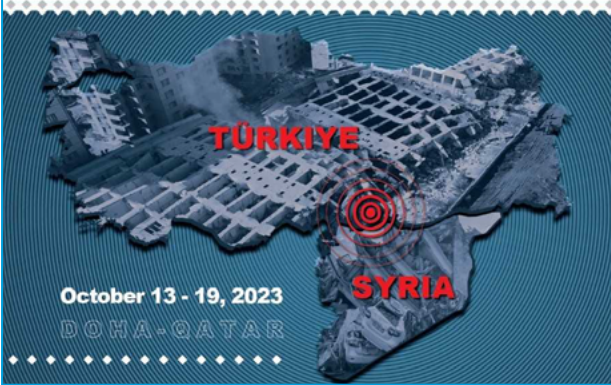 TÜRKIYE
SYRIA
October 13 - 19, 2023
DOHA-QATAR